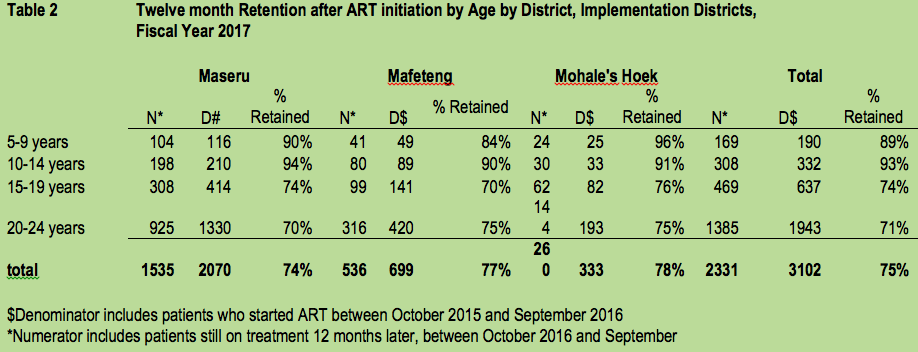 Table 2 Twelve month Retention after ART initiation by Age by District, Implementation Districts,
Fiscal Year 2017
Maseru Mafeteng Mohale's Hoek Total
N* D# % Retained N* D$ % Retained N* D$ % Retained N* D$ % Retained
5-9 years 104 116 90% 41 49 84% 24 25 96% 169 190 89%
10-14 years 198 210 94% 80 89 90% 30 33 91% 308 332 93%
15-19 years 308 414 74% 99 141 70% 62 82 76% 469 637 74%
14
20-24 years 925 1330 70% 316 420 75% 4 193 75% 1385 1943 71%
26
total 1535 2070 74% 536 699 77% 0 333 78% 2331 3102 75%
$Denominator includes patients who started ART between October 2015 and September 2016
*Numerator includes patients still on treatment 12 months later, between October 2016 and September